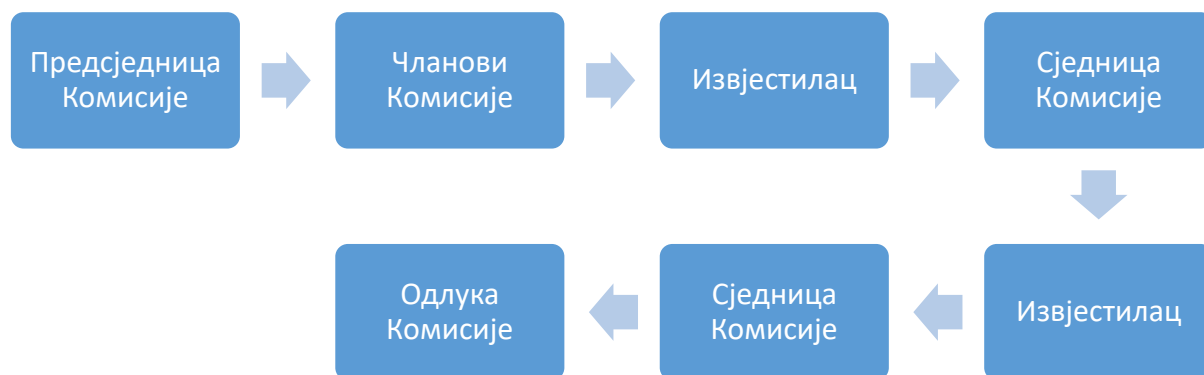 Предсједница
Комисије
Чланови
Комисије
Извјестилац
Сједница
Комисије
Извјестилац
Сједница
Комисије
Одлука
Комисије